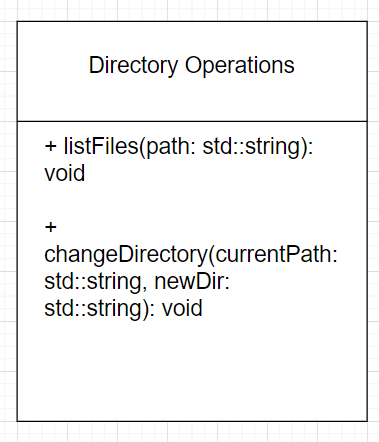 Directory Operations
+ listFiles(path: std::string):
void
+
changeDirectory(currentPath:
std::string, newDir:
std::string): void